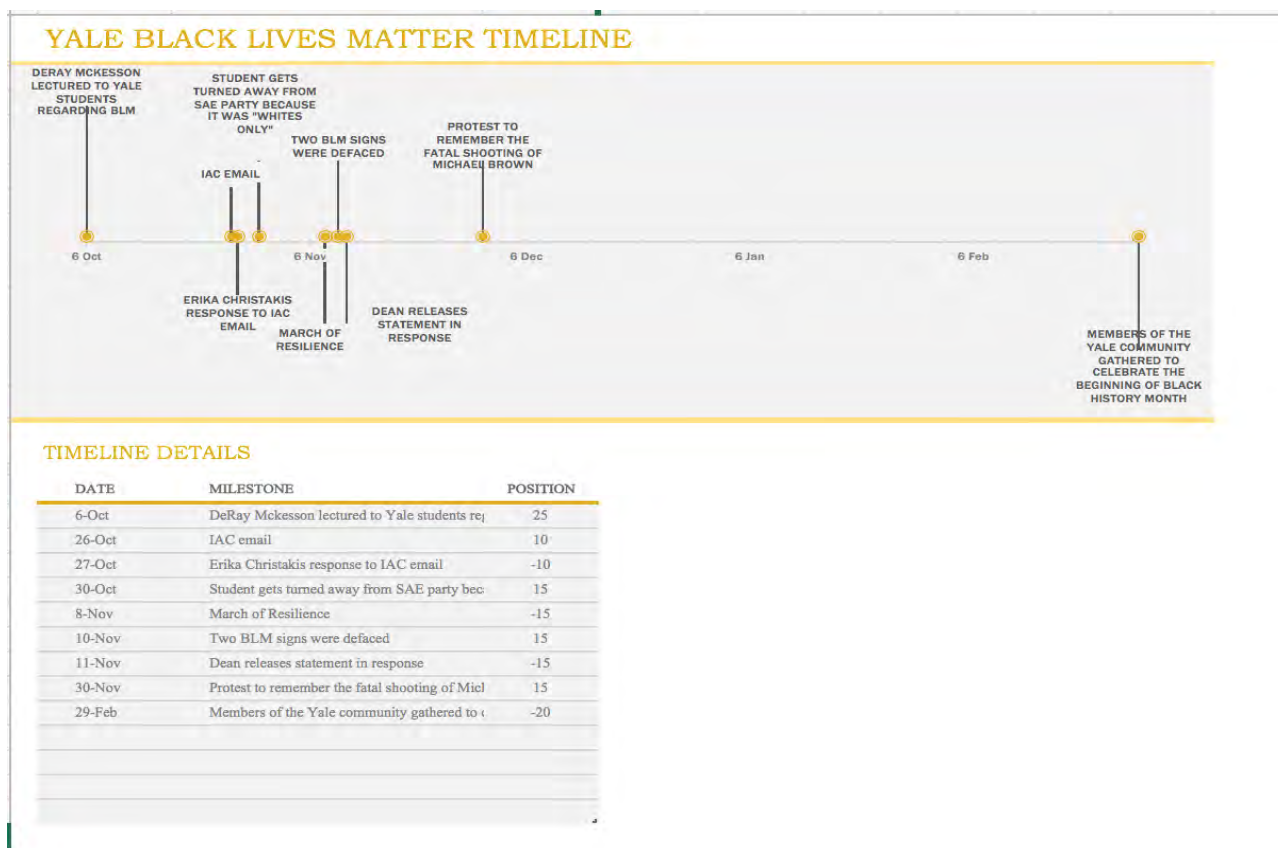 YALE BLACK LIVES MATTER TIMELINE
DERAY MCKESSON
LECTURED TO YALE
STUDENTS
REGARDING BLM
STUDENT GETS
TURNED AWAY FROM
SAE PARTY BECAUSE
IT WAS "WHITES
ONLY"
IAC EMAIL
TWO BLM SIGNS
WERE DEFACED
PROTEST TO
REMEMBER THE
FATAL SHOOTING OF
MICHAEL BROWN
6 Oct
6 Nov
6 Dec
6 Jan
6 Feb
ERIKA CHRISTAKIS
RESPONSE TO IAC
EMAIL
MARCH OF
RESILIENCE
DEAN RELEASES
STATEMENT IN
RESPONSE
MEMBERS OF THE
YALE COMMUNITY
GATHERED TO
CELEBRATE THE
BEGINNING OF BLACK
HISTORY MONTH
TIMELINE DETAILS
DATE MILESTONE POSITION
6-Oct DeRay Mckesson lectured to Yale students reg 25
26-Oct IAC email 10
27-Oct Erika Christakis response to IAC email -10
30-Oct Student gets turned away from SAE party bec 15
8-Nov March of Resilience -15
10-Nov Two BLM signs were defaced 15
11-Nov Dean releases statement in response -15
30-Nov Protest to remember the fatal shooting of Mich 15
29-Feb Members of the Yale community gathered to -20